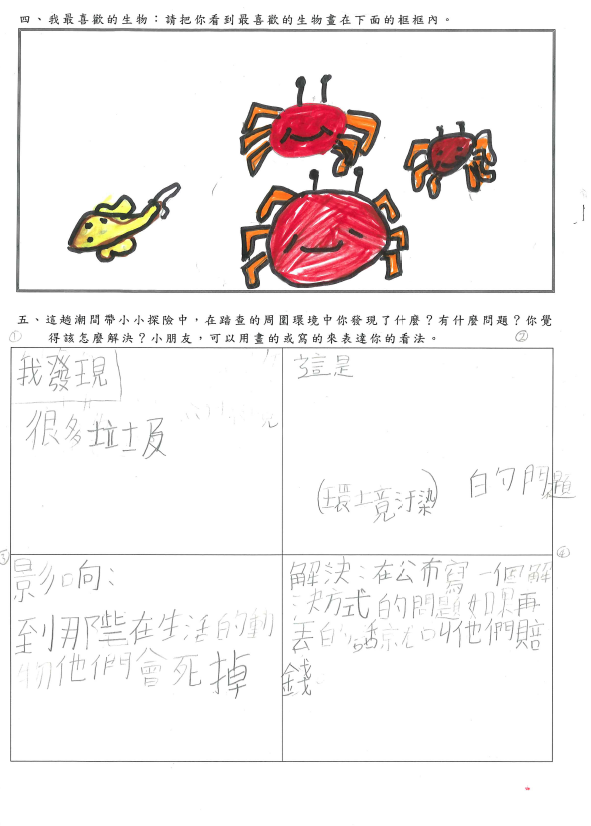 四、我最喜歡的生物：請把你看到最喜歡的生物畫在下面的框框內。
五、這趟潮間帶小小探險中，在踏查的周圍環境中你發現了什麼？有什麼問題？你覺
得該怎麼解決？小朋友，可以用畫的或寫的來表達你的看法。
①
我發現
很多垃圾
②
這是
(環境汙染)
的問題
③
影响：
到那些在生活的動
物他們會死掉
④
解決：在公布寫一個解
決方式的問題如果再
丟的話就叫他們賠
錢